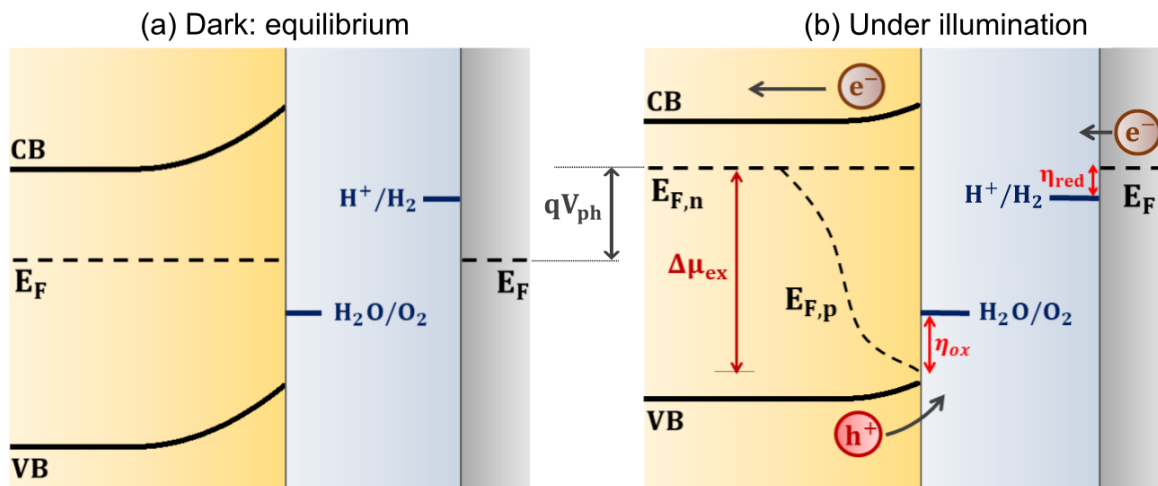 (a) Dark: equilibrium
(b) Under illumination
CB
H⁺/H₂
E_F
E_F
H₂O/O₂
VB
qV_ph
CB
e⁻
e⁻
E_F,n
H⁺/H₂
η_red
E_F
Δμ_ex
E_F,p
H₂O/O₂
η_ox
VB
h⁺